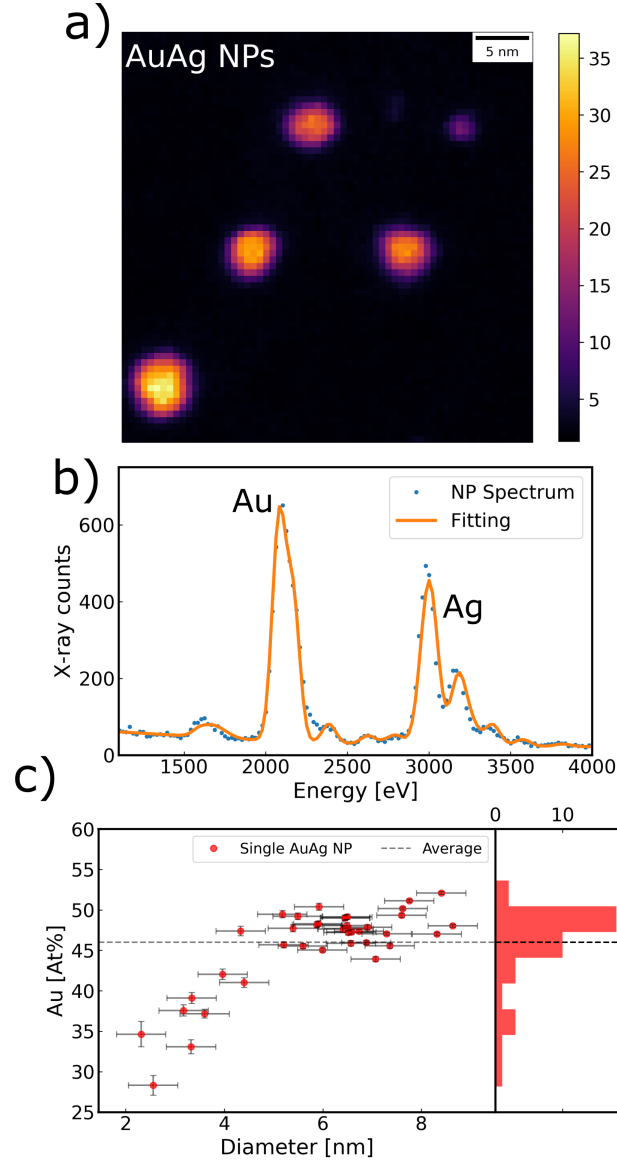 a)
AuAg NPs
5 nm
35
30
25
20
15
10
5
b)
Au
Ag
NP Spectrum
Fitting
X-ray counts
600
400
200
0
1500 2000 2500 3000 3500 4000
Energy [eV]
c)
0 10
Single AuAg NP Average
Au [At%]
60
55
50
45
40
35
30
25
2 4 6 8
Diameter [nm]